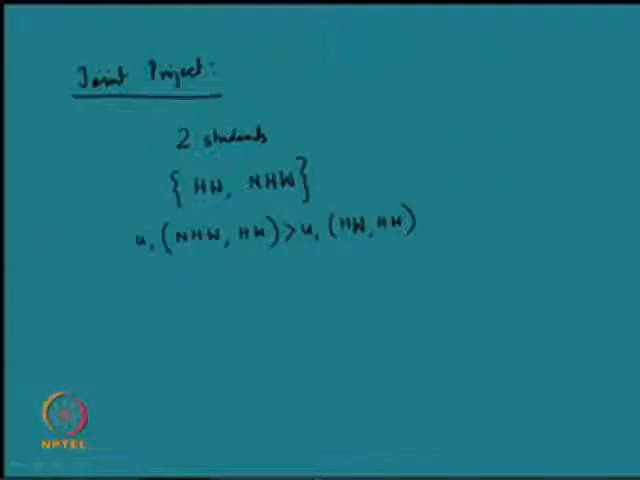 Joint Project:
2 students
{ HW, NHW }
u₁ (NHW, HW) > u₁ (HW, HW)
NPTEL